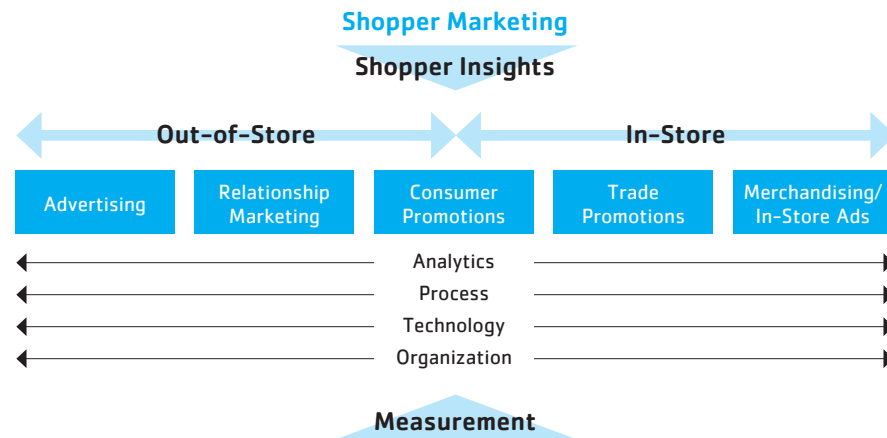 Shopper Marketing
Shopper Insights
Out-of-Store
In-Store
Advertising
Relationship
Marketing
Consumer
Promotions
Trade
Promotions
Merchandising/
In-Store Ads
Analytics
Process
Technology
Organization
Measurement